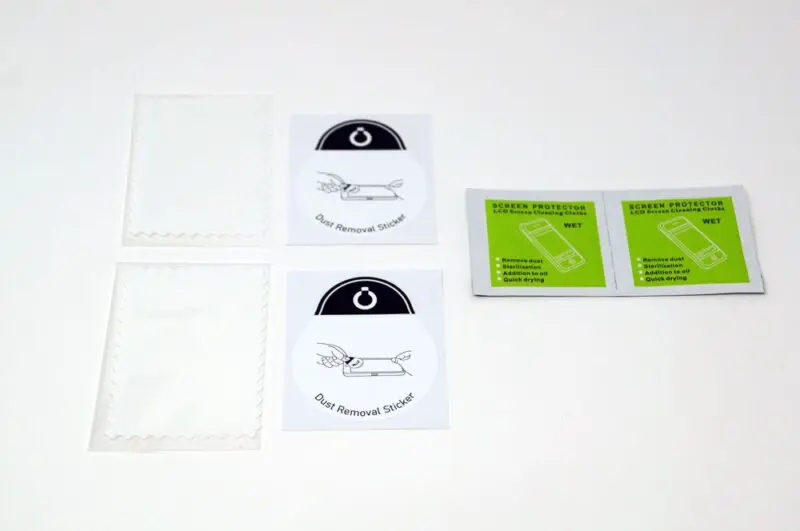 Dust Removal Sticker
Dust Removal Sticker
SCREEN PROTECTOR
LCD Screen Cleaning Cloths
WET
Remove dust
Sterilization
Addition to oil
Quick drying
SCREEN PROTECTOR
LCD Screen Cleaning Cloths
WET
Remove dust
Sterilization
Addition to oil
Quick drying